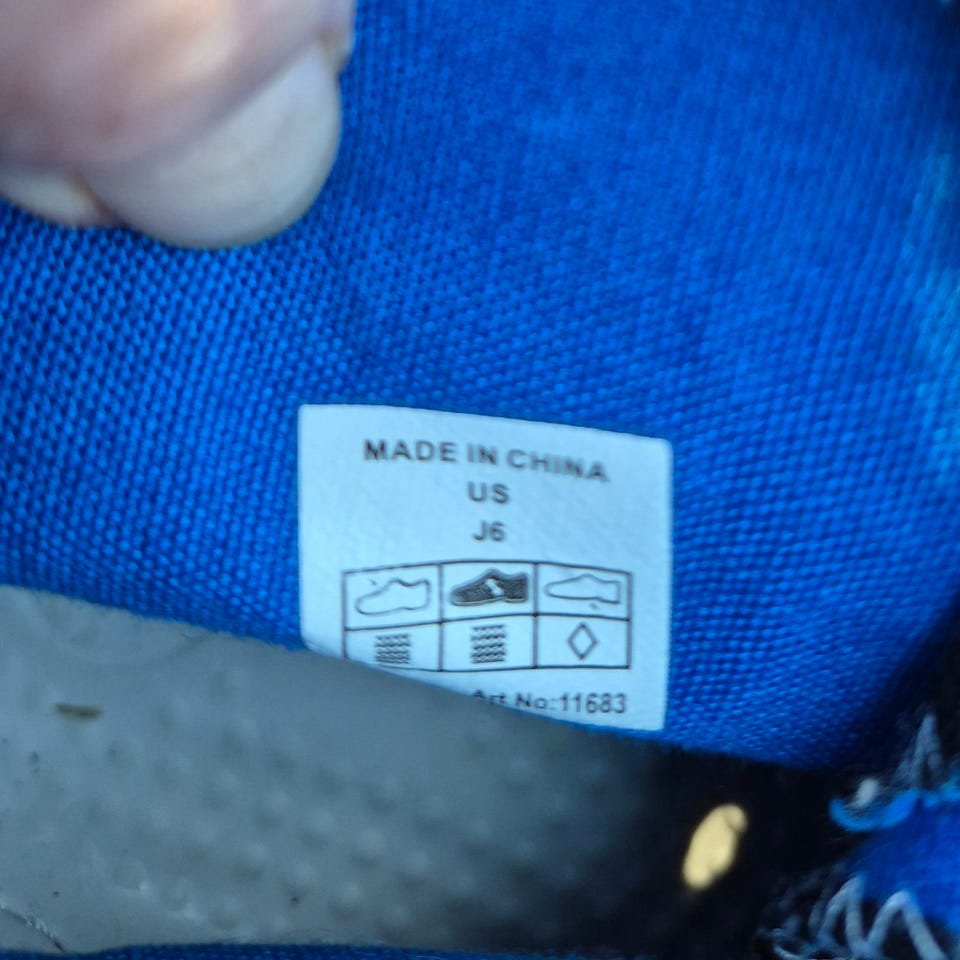 MADE IN CHINA
US
J6
Art No:11683